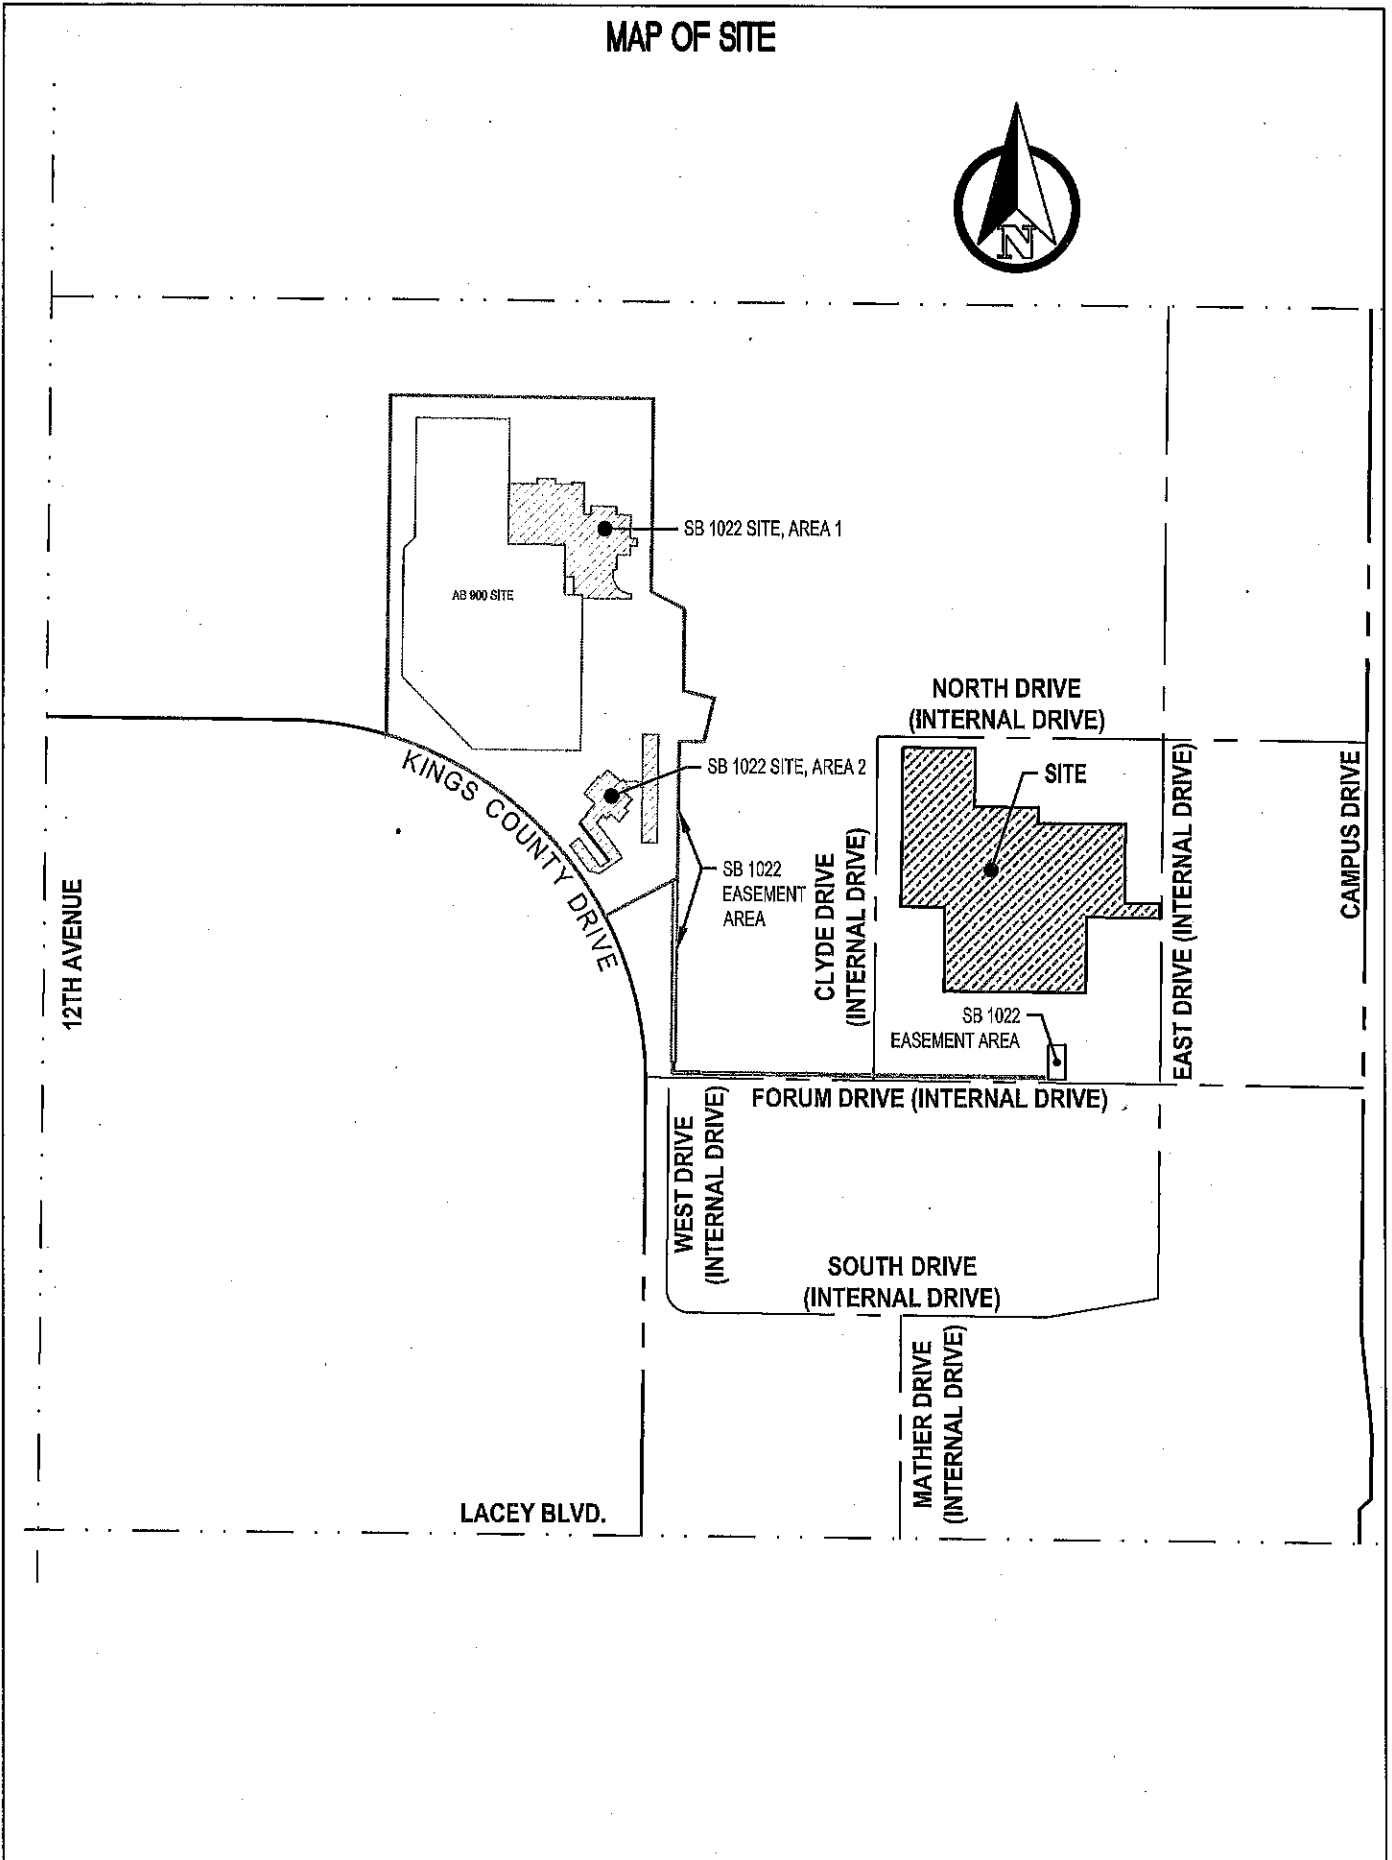 MAP OF SITE
N
SB 1022 SITE, AREA 1
AB 900 SITE
NORTH DRIVE
(INTERNAL DRIVE)
KINGS COUNTY DRIVE
SB 1022 SITE, AREA 2
SITE
SB 1022
EASEMENT
AREA
CLYDE DRIVE
(INTERNAL DRIVE)
EAST DRIVE (INTERNAL DRIVE)
CAMPUS DRIVE
12TH AVENUE
SB 1022
EASEMENT AREA
FORUM DRIVE (INTERNAL DRIVE)
WEST DRIVE
(INTERNAL DRIVE)
SOUTH DRIVE
(INTERNAL DRIVE)
MATHER DRIVE
(INTERNAL DRIVE)
LACEY BLVD.